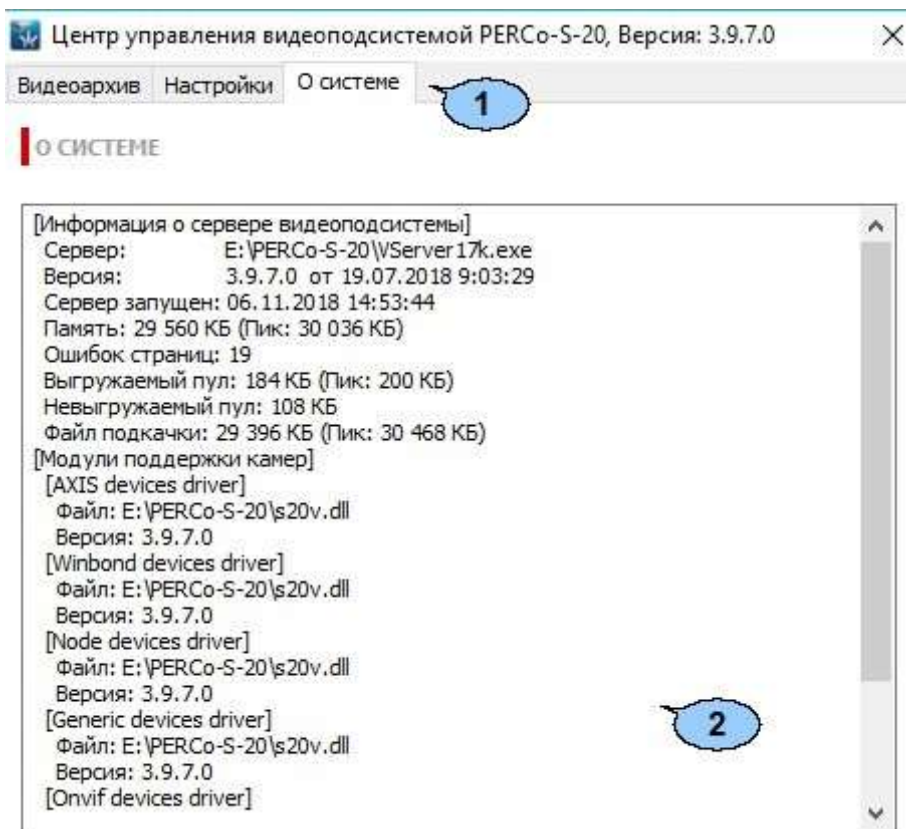 Центр управления видеоподсистемой PERCo-S-20, Версия: 3.9.7.0
Видеоархив Настройки О системе
1
О СИСТЕМЕ
[Информация о сервере видеоподсистемы]
Сервер: E:\PERCo-S-20\VServer17k.exe
Версия: 3.9.7.0 от 19.07.2018 9:03:29
Сервер запущен: 06.11.2018 14:53:44
Память: 29 560 КБ (Пик: 30 036 КБ)
Ошибок страниц: 19
Выгружаемый пул: 184 КБ (Пик: 200 КБ)
Невыгружаемый пул: 108 КБ
Файл подкачки: 29 396 КБ (Пик: 30 468 КБ)
[Модули поддержки камер]
[AXIS devices driver]
Файл: E:\PERCo-S-20\s20v.dll
Версия: 3.9.7.0
[Winbond devices driver]
Файл: E:\PERCo-S-20\s20v.dll
Версия: 3.9.7.0
[Node devices driver]
Файл: E:\PERCo-S-20\s20v.dll
Версия: 3.9.7.0
[Generic devices driver]
2
Файл: E:\PERCo-S-20\s20v.dll
Версия: 3.9.7.0
[Onvif devices driver]